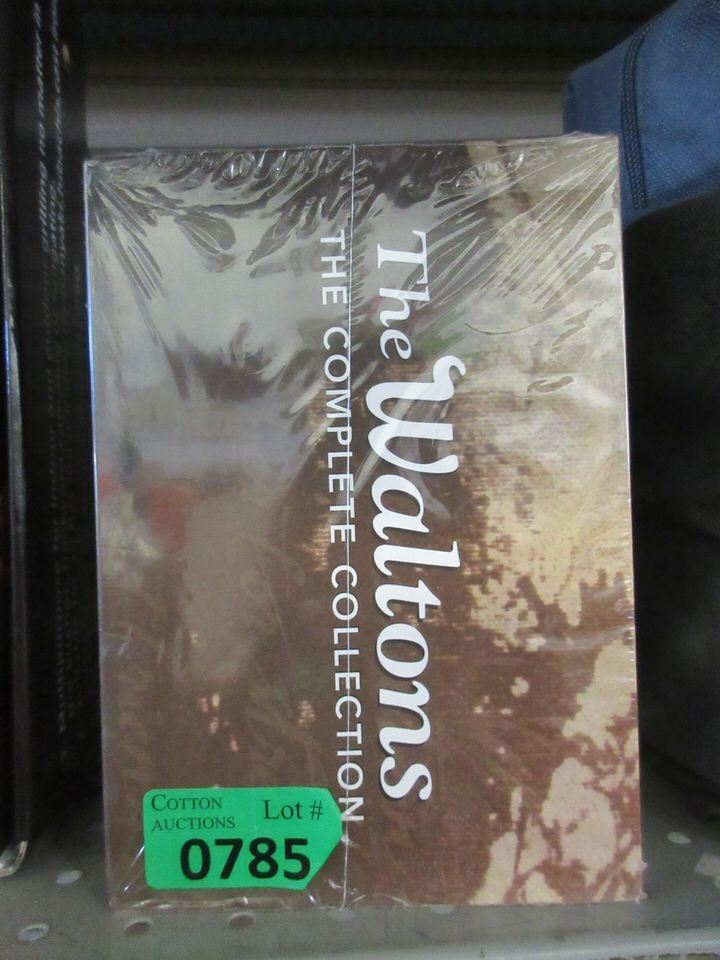 The Waltons
THE COMPLETE COLLECTION
COTTON
AUCTIONS
Lot #
0785